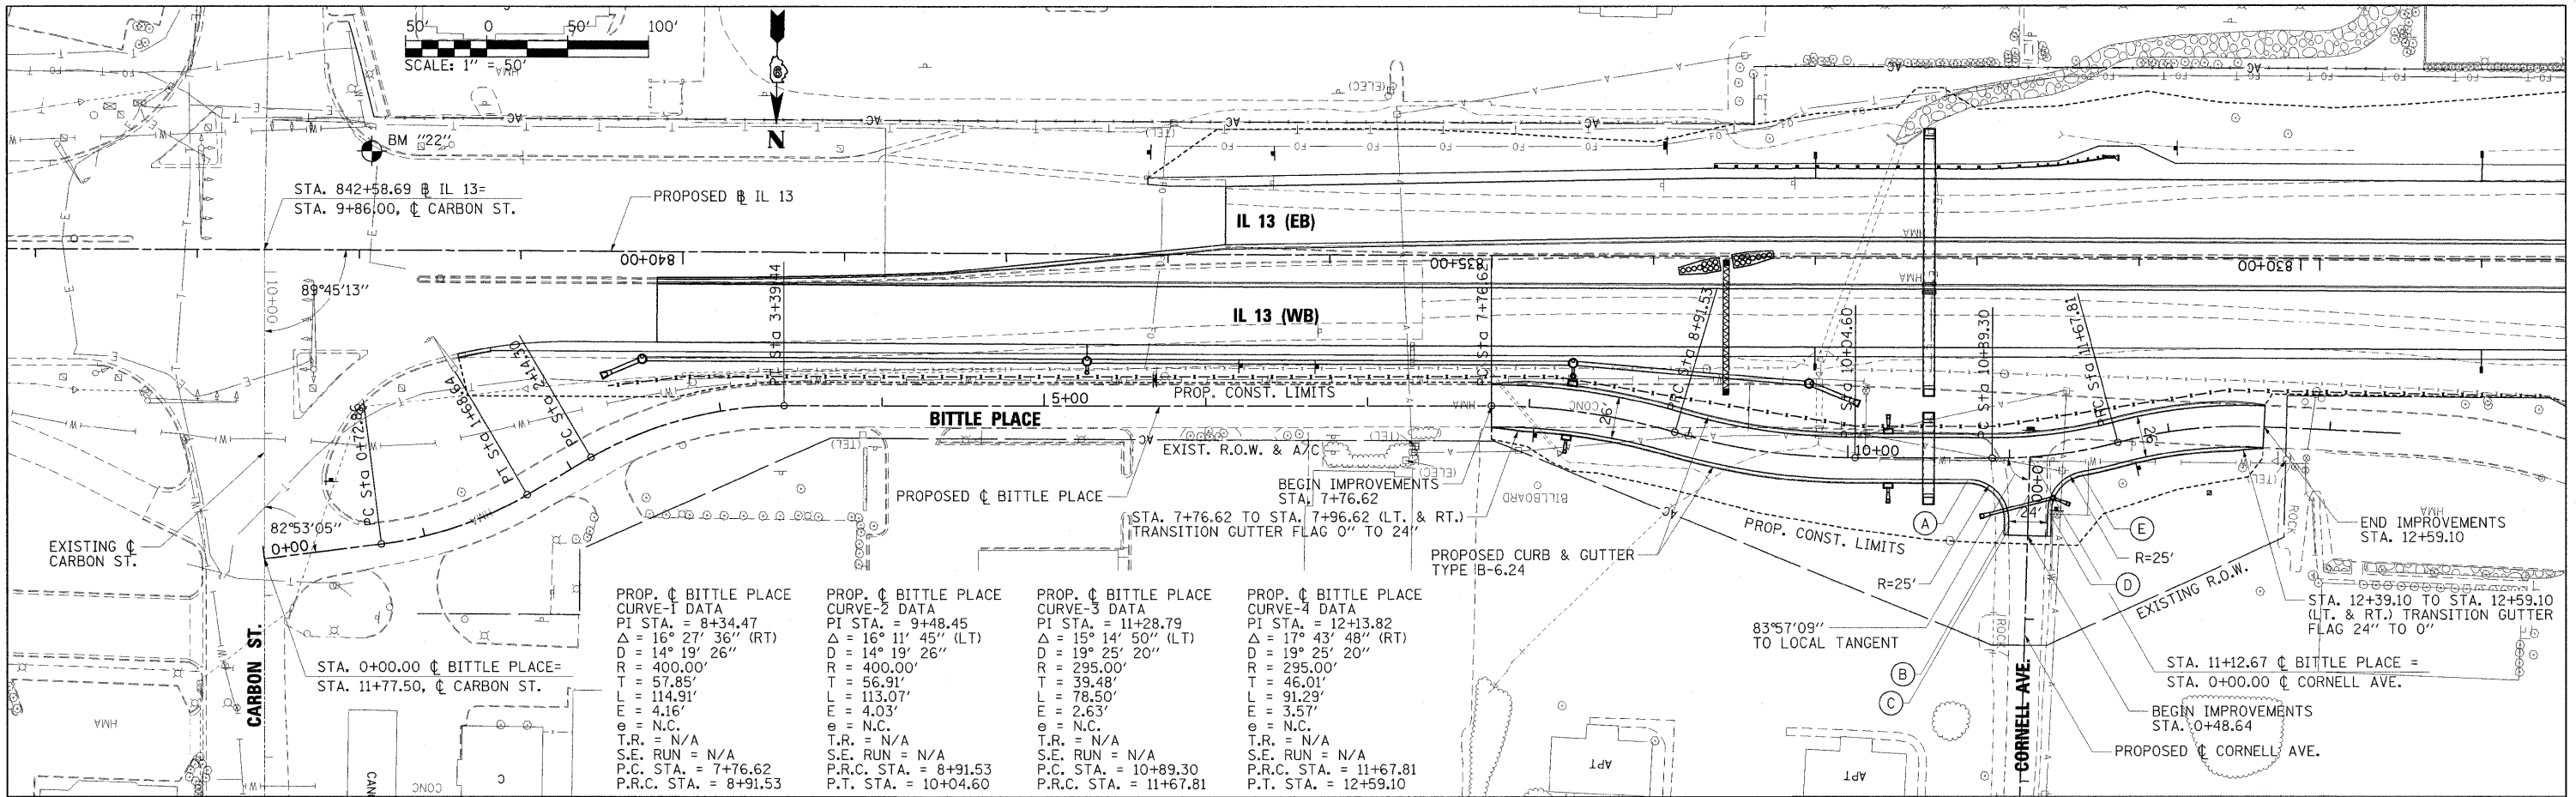 50' 0 50' 100'
SCALE: 1" = 50'
HMA
6
N
BM "22"
STA. 842+58.69 ℄ IL 13=
STA. 9+86.00, ℄ CARBON ST.
PROPOSED IL 13
IL 13 (EB)
840+00
835+00
830+00
10+00
89°45'13"
IL 13 (WB)
PT Sta 3+39.44
PC Sta 7+76.62
PRC Sta 8+91.53
PT Sta 10+04.60
PC Sta 10+89.30
PRC Sta 11+67.81
PC Sta 0+72.86
PT Sta 1+68.64
PC Sta 2+14.30
PROP. CONST. LIMITS
5+00
BITTLE PLACE
HMA
CONC
26'
10+00
26'
0+00
24'
EXIST. R.O.W. & A/C
(TEL)
(ELEC)
PROPOSED ℄ BITTLE PLACE
BEGIN IMPROVEMENTS
STA. 7+76.62
STA. 7+76.62 TO STA. 7+96.62 (LT. & RT.)
TRANSITION GUTTER FLAG 0" TO 24"
BILLBOARD
PROPOSED CURB & GUTTER
TYPE B-6.24
PROP. CONST. LIMITS
EXISTING ℄
CARBON ST.
82°53'05"
0+00
A
E
D
B
C
R=25'
R=25'
ROCK
END IMPROVEMENTS
STA. 12+59.10
STA. 12+39.10 TO STA. 12+59.10
(LT. & RT.) TRANSITION GUTTER
FLAG 24" TO 0"
EXISTING R.O.W.
83°57'09"
TO LOCAL TANGENT
STA. 11+12.67 ℄ BITTLE PLACE =
STA. 0+00.00 ℄ CORNELL AVE.
BEGIN IMPROVEMENTS
STA. 0+48.64
PROPOSED ℄ CORNELL AVE.
CORNELL AVE.
CARBON ST.
STA. 0+00.00 ℄ BITTLE PLACE=
STA. 11+77.50, ℄ CARBON ST.
HMA
CONC
APT
APT
PROP. ℄ BITTLE PLACE
CURVE-1 DATA
PI STA. = 8+34.47
△ = 16° 27' 36" (RT)
D = 14° 19' 26"
R = 400.00'
T = 57.85'
L = 114.91'
E = 4.16'
e = N.C.
T.R. = N/A
S.E. RUN = N/A
P.C. STA. = 7+76.62
P.R.C. STA. = 8+91.53
PROP. ℄ BITTLE PLACE
CURVE-2 DATA
PI STA. = 9+48.45
△ = 16° 11' 45" (LT)
D = 14° 19' 26"
R = 400.00'
T = 56.91'
L = 113.07'
E = 4.03'
e = N.C.
T.R. = N/A
S.E. RUN = N/A
P.R.C. STA. = 8+91.53
P.T. STA. = 10+04.60
PROP. ℄ BITTLE PLACE
CURVE-3 DATA
PI STA. = 11+28.79
△ = 15° 14' 50" (LT)
D = 19° 25' 20"
R = 295.00'
T = 39.48'
L = 78.50'
E = 2.63'
e = N.C.
T.R. = N/A
S.E. RUN = N/A
P.C. STA. = 10+89.30
P.R.C. STA. = 11+67.81
PROP. ℄ BITTLE PLACE
CURVE-4 DATA
PI STA. = 12+13.82
△ = 17° 43' 48" (RT)
D = 19° 25' 20"
R = 295.00'
T = 46.01'
L = 91.29'
E = 3.57'
e = N.C.
T.R. = N/A
S.E. RUN = N/A
P.R.C. STA. = 11+67.81
P.T. STA. = 12+59.10